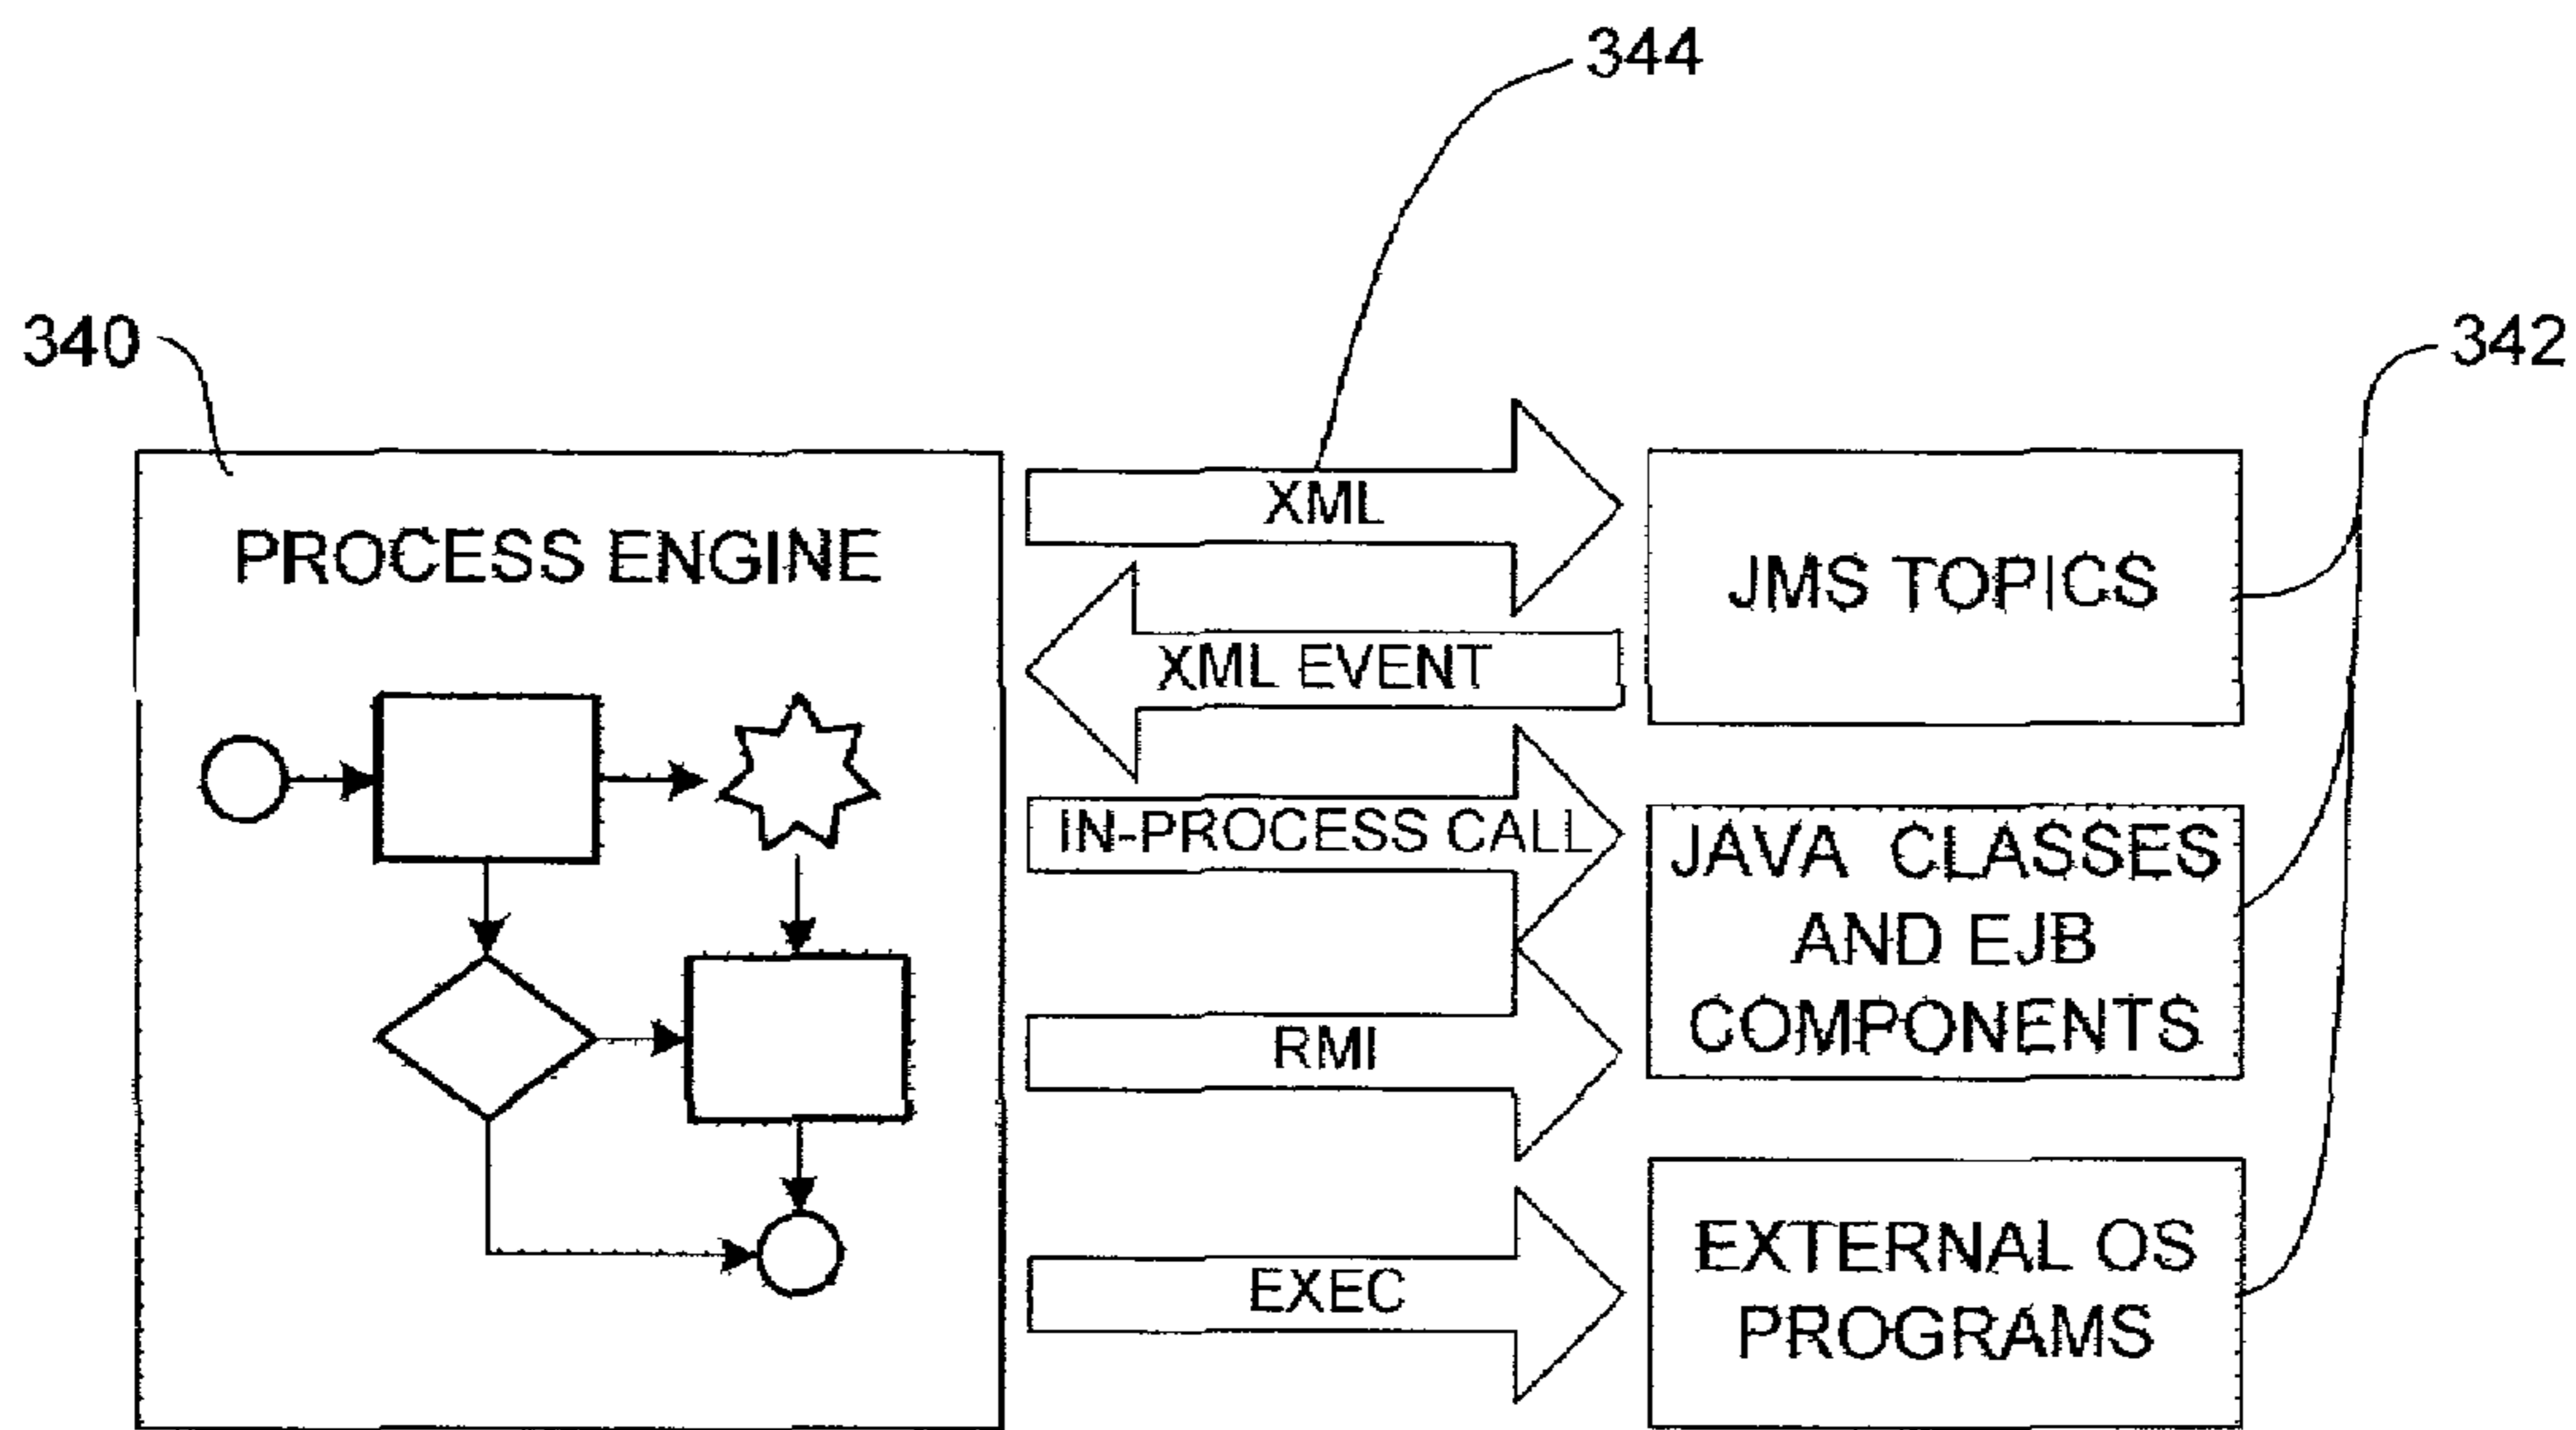 344
340
342
PROCESS ENGINE
XML
JMS TOPICS
XML EVENT
IN-PROCESS CALL
JAVA CLASSES
AND EJB
COMPONENTS
RMI
EXEC
EXTERNAL OS
PROGRAMS